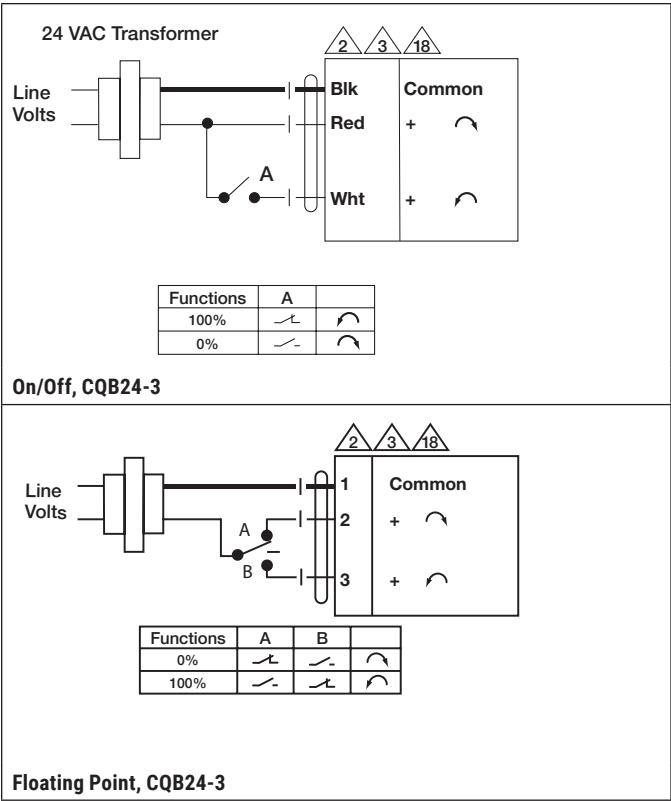 24 VAC Transformer
2 3 18
Line
Volts
Blk Common
Red +
A
Wht +
Functions A
100%
0%
On/Off, CQB24-3
2 3 18
Line
Volts
1 Common
A 2 +
B 3 +
Functions A B
0%
100%
Floating Point, CQB24-3